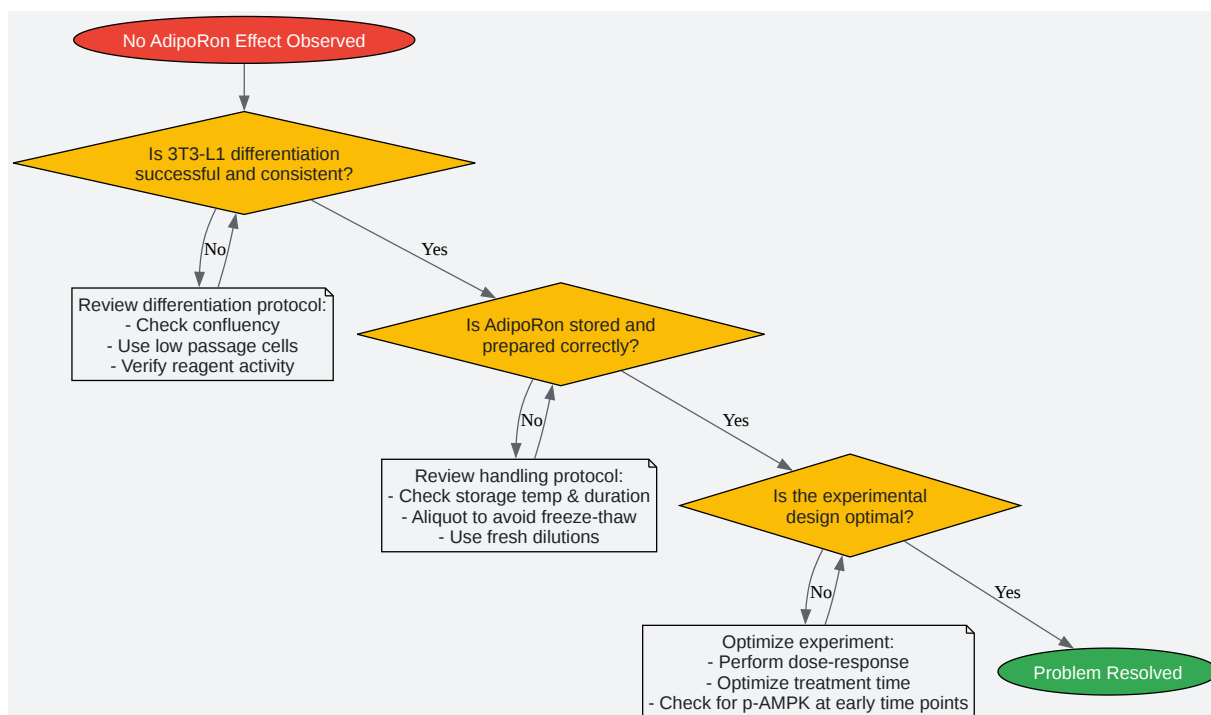 No AdipoRon Effect Observed
Is 3T3-L1 differentiation
successful and consistent?
No
Yes
Review differentiation protocol:
- Check confluency
- Use low passage cells
- Verify reagent activity
Is AdipoRon stored and
prepared correctly?
No
Yes
Review handling protocol:
- Check storage temp & duration
- Aliquot to avoid freeze-thaw
- Use fresh dilutions
Is the experimental
design optimal?
No
Yes
Optimize experiment:
- Perform dose-response
- Optimize treatment time
- Check for p-AMPK at early time points
Problem Resolved